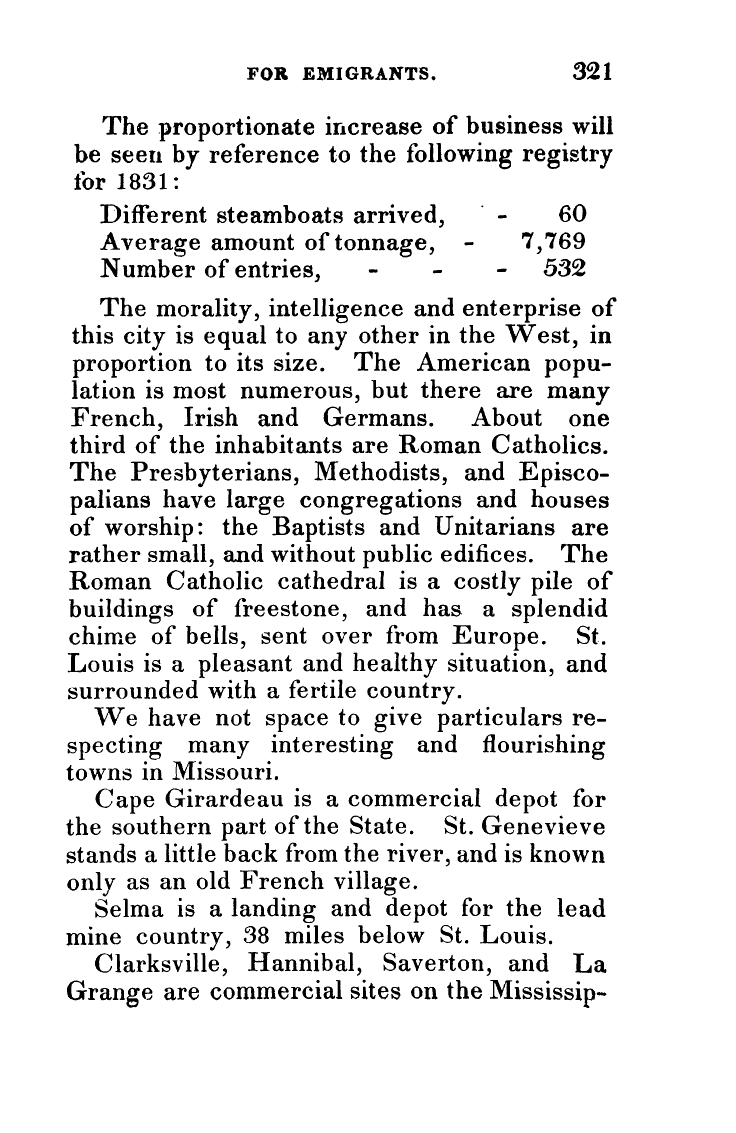 FOR EMIGRANTS. 321
The proportionate increase of business will
be seen by reference to the following registry
for 1831:
Different steamboats arrived, - 60
Average amount of tonnage, - 7,769
Number of entries, - - - 532
The morality, intelligence and enterprise of
this city is equal to any other in the West, in
proportion to its size. The American popu-
lation is most numerous, but there are many
French, Irish and Germans. About one
third of the inhabitants are Roman Catholics.
The Presbyterians, Methodists, and Episco-
palians have large congregations and houses
of worship: the Baptists and Unitarians are
rather small, and without public edifices. The
Roman Catholic cathedral is a costly pile of
buildings of freestone, and has a splendid
chime of bells, sent over from Europe. St.
Louis is a pleasant and healthy situation, and
surrounded with a fertile country.
We have not space to give particulars re-
specting many interesting and flourishing
towns in Missouri.
Cape Girardeau is a commercial depot for
the southern part of the State. St. Genevieve
stands a little back from the river, and is known
only as an old French village.
Selma is a landing and depot for the lead
mine country, 38 miles below St. Louis.
Clarksville, Hannibal, Saverton, and La
Grange are commercial sites on the Mississip-